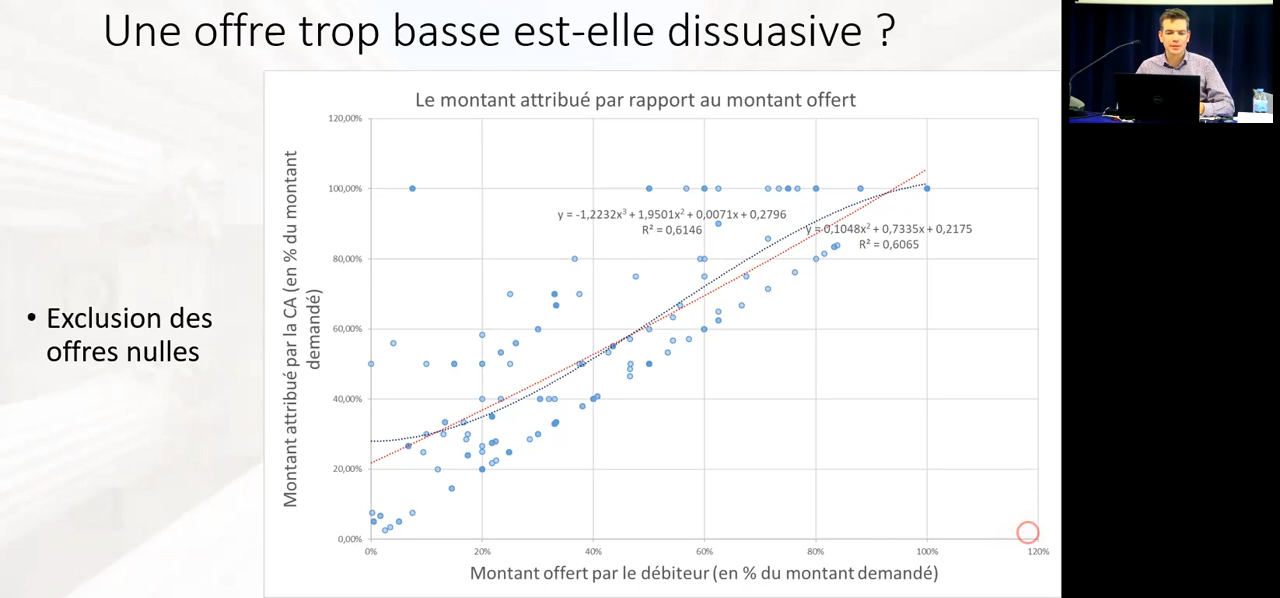 Une offre trop basse est-elle dissuasive ?
• Exclusion des
offres nulles
Le montant attribué par rapport au montant offert
Montant attribué par la CA (en % du montant
demandé)
120,00%
100,00%
80,00%
60,00%
40,00%
20,00%
0,00%
y = -1,2232x³ + 1,9501x² + 0,0071x + 0,2796
R² = 0,6146
y = 0,1048x² + 0,7335x + 0,2175
R² = 0,6065
0% 20% 40% 60% 80% 100% 120%
Montant offert par le débiteur (en % du montant demandé)